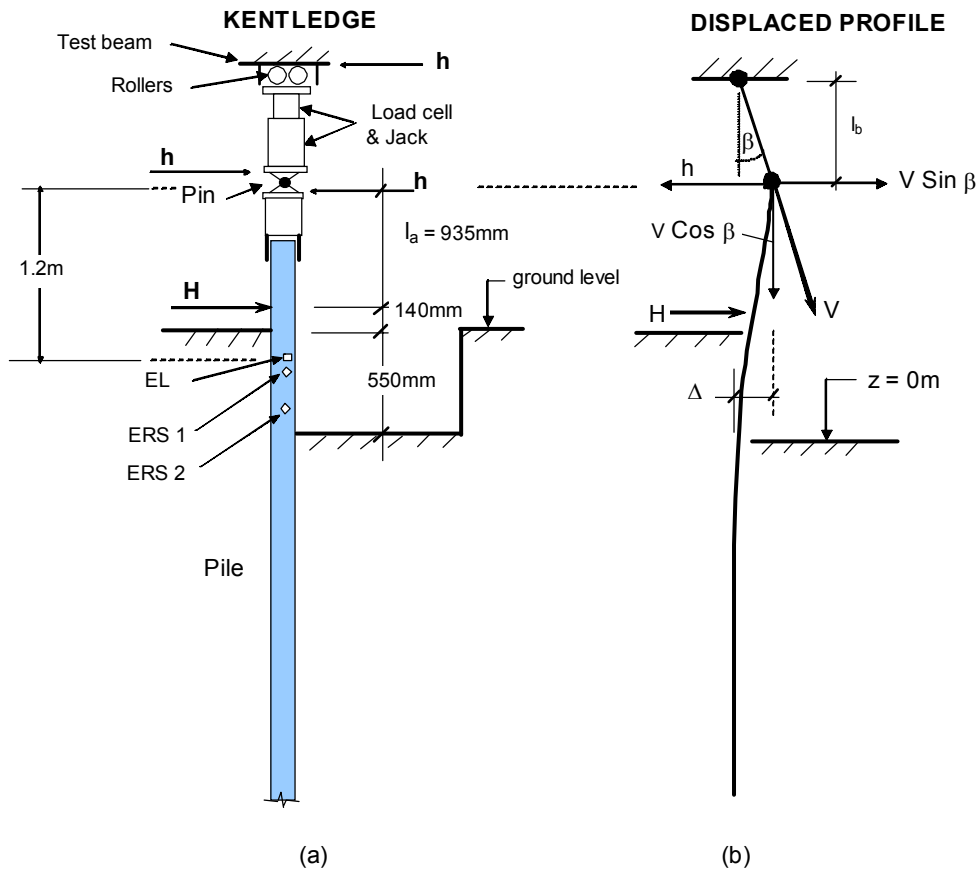 KENTLEDGE
Test beam
h
Rollers
Load cell
& Jack
h
Pin
h
lₐ = 935mm
1.2m
ground level
H
140mm
EL
550mm
ERS 1
ERS 2
Pile
(a)
DISPLACED PROFILE
l_b
β
h
V Sin β
V Cos β
V
H
Δ
z = 0m
(b)